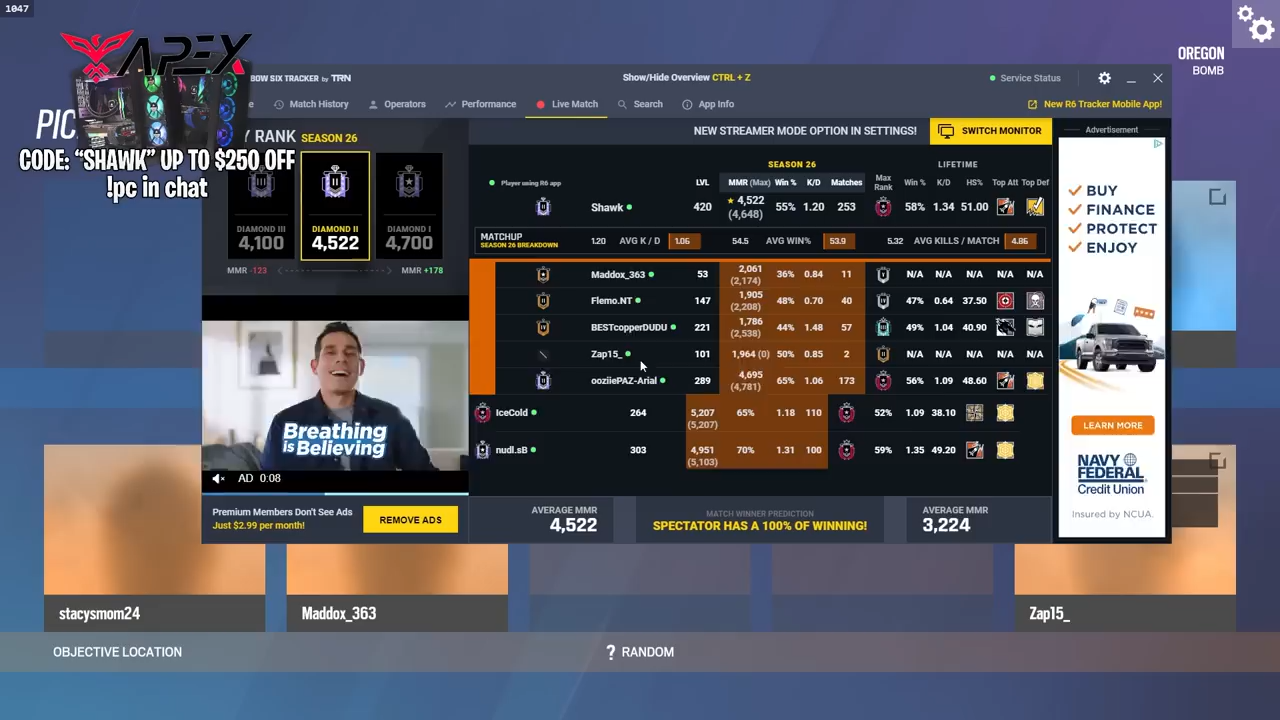 1047
APEX
OREGON
BOMB
PIC
CODE: “SHAWK” UP TO $250 OFF
!pc in chat
BOW SIX TRACKER by TRN
Show/Hide Overview CTRL + Z
Service Status
Match History
Operators
Performance
Live Match
Search
App Info
New R6 Tracker Mobile App!
RANK SEASON 26
DIAMOND III
4,100
DIAMOND II
4,522
DIAMOND I
4,700
MMR -123
MMR +178
NEW STREAMER MODE OPTION IN SETTINGS!
SWITCH MONITOR
SEASON 26
LIFETIME
Player using R6 app
LVL MMR (Max) Win % K/D Matches Max Rank Win % K/D HS% Top Att Top Def
Shawk 420 4,522 (4,648) 55% 1.20 253 58% 1.34 51.00
MATCHUP
SEASON 26 BREAKDOWN
1.20 AVG K / D 1.06 54.5 AVG WIN% 53.9 5.32 AVG KILLS / MATCH 4.86
Maddox_363 53 2,061 (2,174) 36% 0.84 11 N/A N/A N/A N/A N/A
Flemo.NT 147 1,905 (2,208) 48% 0.70 40 47% 0.64 37.50
BESTcopperDUDU 221 1,786 (2,538) 44% 1.48 57 49% 1.04 40.90
Zap15_ 101 1,964 (0) 50% 0.85 2 N/A N/A N/A N/A N/A
ooziiePAZ-Arial 289 4,695 (4,781) 65% 1.06 173 56% 1.09 48.60
IceCold 264 5,207 (5,207) 65% 1.18 110 52% 1.09 38.10
nudl.sB 303 4,951 (5,103) 70% 1.31 100 59% 1.35 49.20
Breathing
is Believing
AD 0:08
Premium Members Don't See Ads
Just $2.99 per month!
REMOVE ADS
AVERAGE MMR
4,522
MATCH WINNER PREDICTION
SPECTATOR HAS A 100% OF WINNING!
AVERAGE MMR
3,224
Advertisement
BUY
FINANCE
PROTECT
ENJOY
LEARN MORE
NAVY
FEDERAL
Credit Union
Insured by NCUA.
stacysmom24
Maddox_363
Zap15_
OBJECTIVE LOCATION
? RANDOM